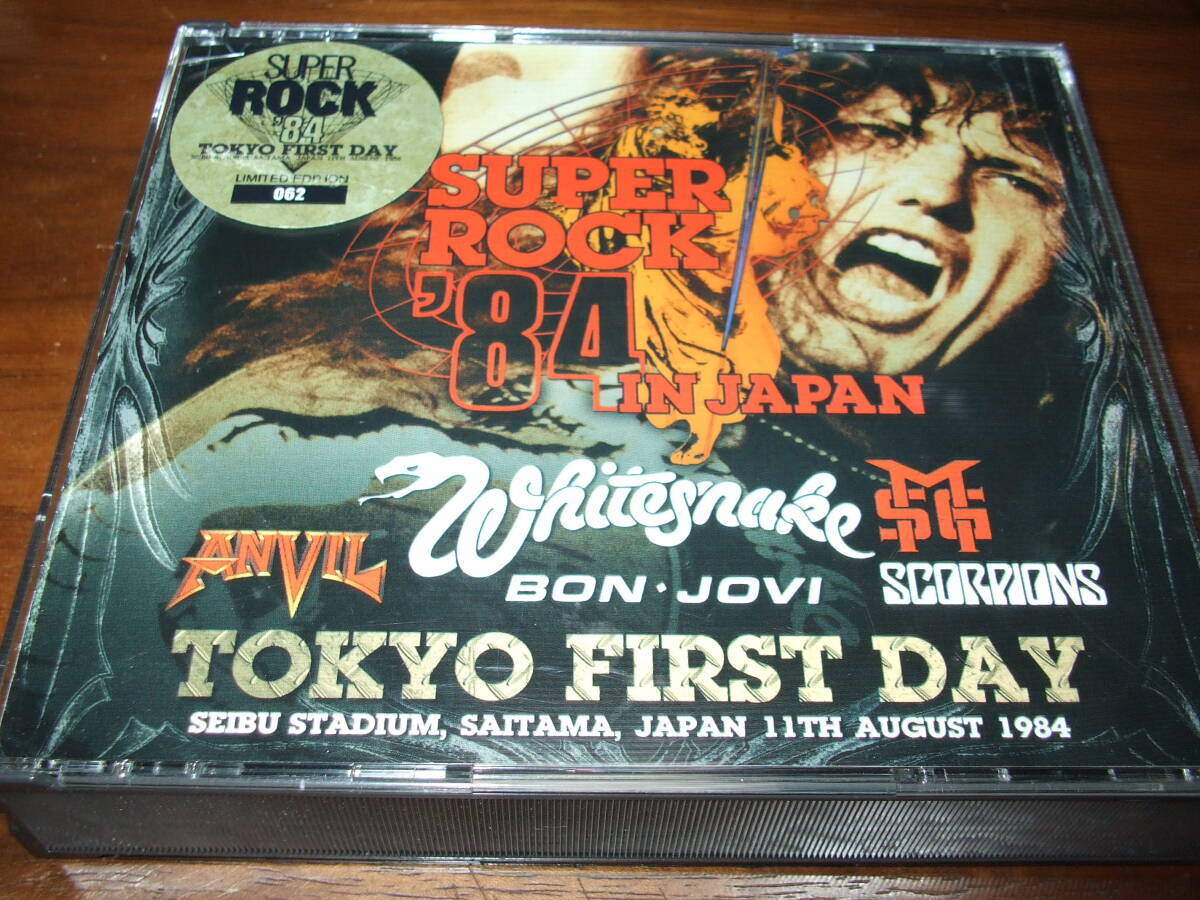 SUPER
ROCK
'84
TOKYO FIRST DAY
LIMITED EDITION
062
SUPER
ROCK
'84
IN JAPAN
Whitesnake
MSG
ANVIL
BON•JOVI
SCORPIONS
TOKYO FIRST DAY
SEIBU STADIUM, SAITAMA, JAPAN 11TH AUGUST 1984